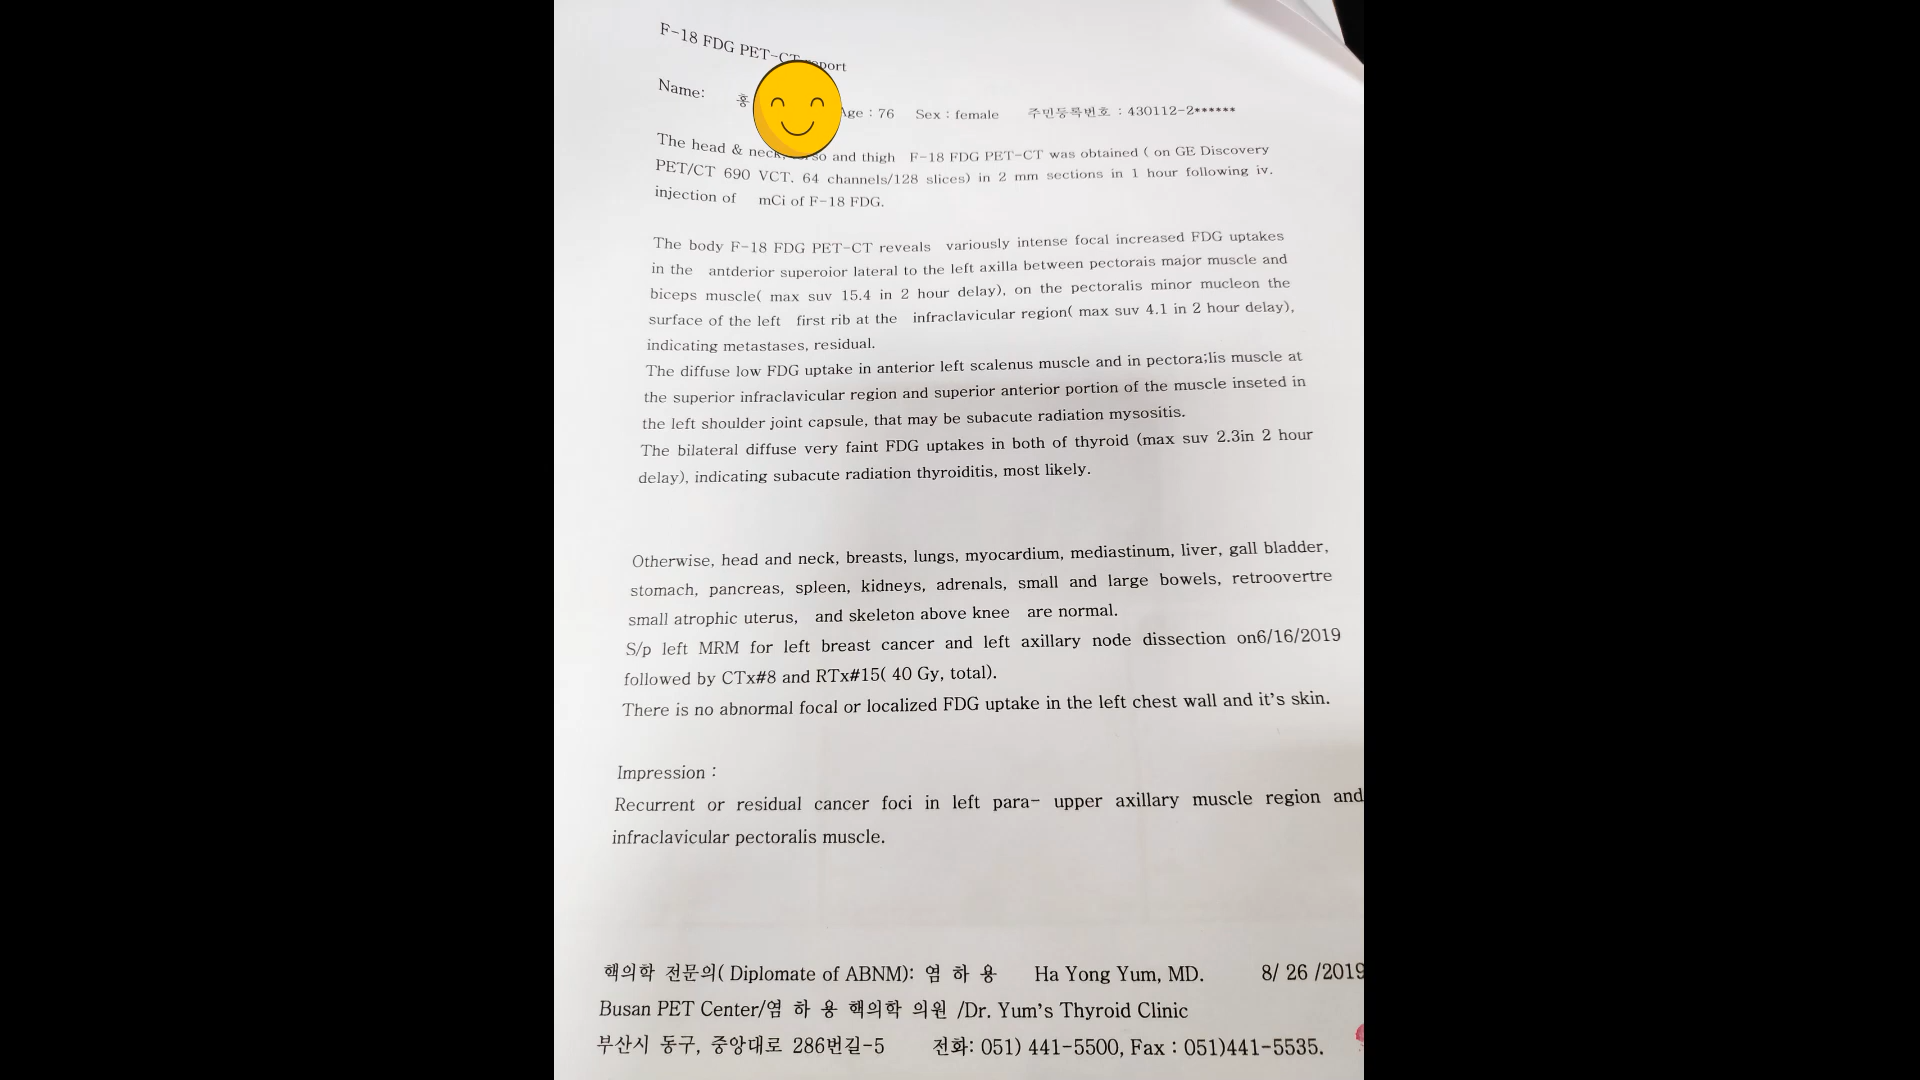 F-18 FDG PET-CT report
Name: 홍 Age : 76 Sex : female 주민등록번호 : 430112-2******
The head & neck, torso and thigh F-18 FDG PET-CT was obtained ( on GE Discovery
PET/CT 690 VCT. 64 channels/128 slices) in 2 mm sections in 1 hour following iv.
injection of mCi of F-18 FDG.
The body F-18 FDG PET-CT reveals variously intense focal increased FDG uptakes
in the antderior superoior lateral to the left axilla between pectorais major muscle and
biceps muscle( max suv 15.4 in 2 hour delay), on the pectoralis minor mucleon the
surface of the left first rib at the infraclavicular region( max suv 4.1 in 2 hour delay),
indicating metastases, residual.
The diffuse low FDG uptake in anterior left scalenus muscle and in pectora;lis muscle at
the superior infraclavicular region and superior anterior portion of the muscle inseted in
the left shoulder joint capsule, that may be subacute radiation mysositis.
The bilateral diffuse very faint FDG uptakes in both of thyroid (max suv 2.3in 2 hour
delay), indicating subacute radiation thyroiditis, most likely.
Otherwise, head and neck, breasts, lungs, myocardium, mediastinum, liver, gall bladder,
stomach, pancreas, spleen, kidneys, adrenals, small and large bowels, retroovertre
small atrophic uterus, and skeleton above knee are normal.
S/p left MRM for left breast cancer and left axillary node dissection on6/16/2019
followed by CTx#8 and RTx#15( 40 Gy, total).
There is no abnormal focal or localized FDG uptake in the left chest wall and it's skin.
Impression :
Recurrent or residual cancer foci in left para- upper axillary muscle region and
infraclavicular pectoralis muscle.
핵의학 전문의( Diplomate of ABNM): 염 하 용 Ha Yong Yum, MD. 8/ 26 /2019
Busan PET Center/염 하 용 핵의학 의원 /Dr. Yum's Thyroid Clinic
부산시 동구, 중앙대로 286번길-5 전화: 051) 441-5500, Fax : 051)441-5535.